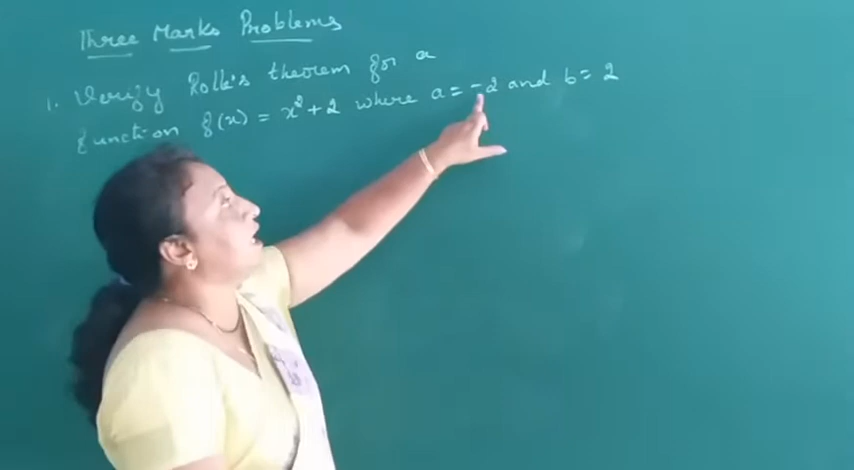 Three Marks Problems
1. Verify Rolle's theorem for a
function f(x) = x² + 2 where a = -2 and b = 2